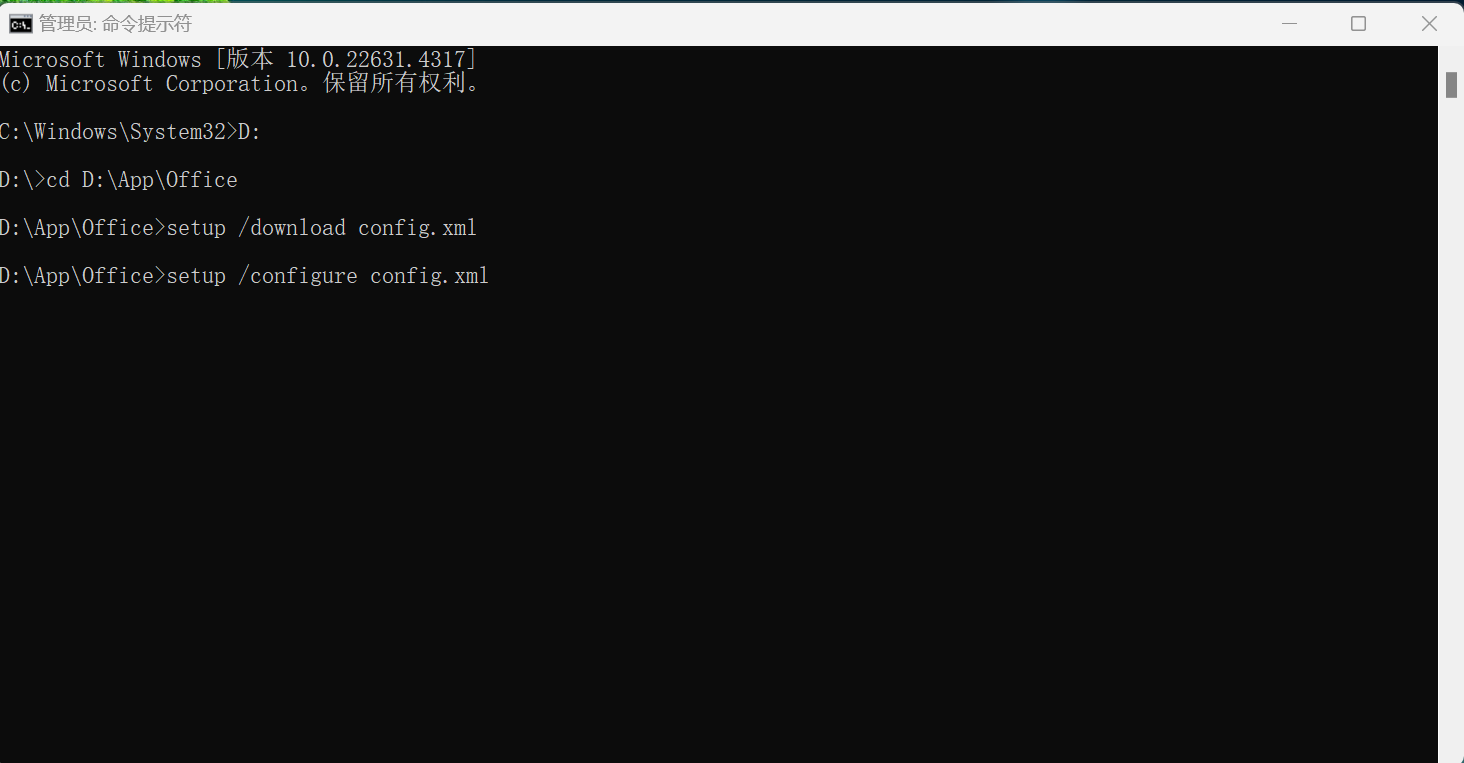 管理员: 命令提示符
Microsoft Windows [版本 10.0.22631.4317]
(c) Microsoft Corporation。保留所有权利。
C:\Windows\System32>D:
D:\>cd D:\App\Office
D:\App\Office>setup /download config.xml
D:\App\Office>setup /configure config.xml